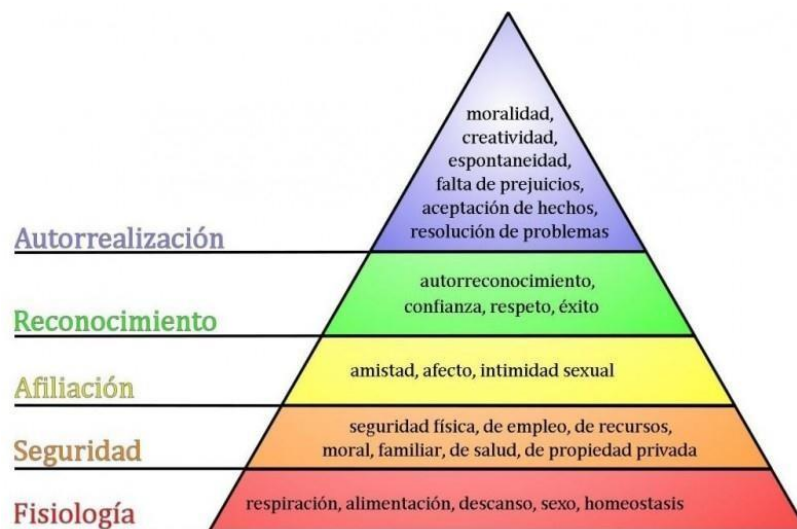 moralidad,
creatividad,
espontaneidad,
falta de prejuicios,
aceptación de hechos,
resolución de problemas
Autorrealización
autorreconocimiento,
confianza, respeto, éxito
Reconocimiento
amistad, afecto, intimidad sexual
Afiliación
seguridad física, de empleo, de recursos,
moral, familiar, de salud, de propiedad privada
Seguridad
respiración, alimentación, descanso, sexo, homeostasis
Fisiología